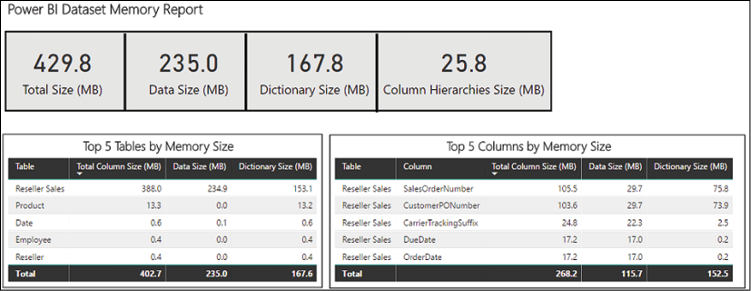 Power BI Dataset Memory Report
429.8 235.0 167.8 25.8
Total Size (MB) Data Size (MB) Dictionary Size (MB) Column Hierarchies Size (MB)
Top 5 Tables by Memory Size
Table Total Column Size (MB) Data Size (MB) Dictionary Size (MB)
Reseller Sales 388.0 234.9 153.1
Product 13.3 0.0 13.2
Date 0.6 0.1 0.6
Employee 0.4 0.0 0.4
Reseller 0.4 0.0 0.4
Total 402.7 235.0 167.6
Top 5 Columns by Memory Size
Table Column Total Column Size (MB) Data Size (MB) Dictionary Size (MB)
Reseller Sales SalesOrderNumber 105.5 29.7 75.8
Reseller Sales CustomerPONumber 103.6 29.7 73.9
Reseller Sales CarrierTrackingSuffix 24.8 22.3 2.5
Reseller Sales DueDate 17.2 17.0 0.2
Reseller Sales OrderDate 17.2 17.0 0.2
Total 268.2 115.7 152.5